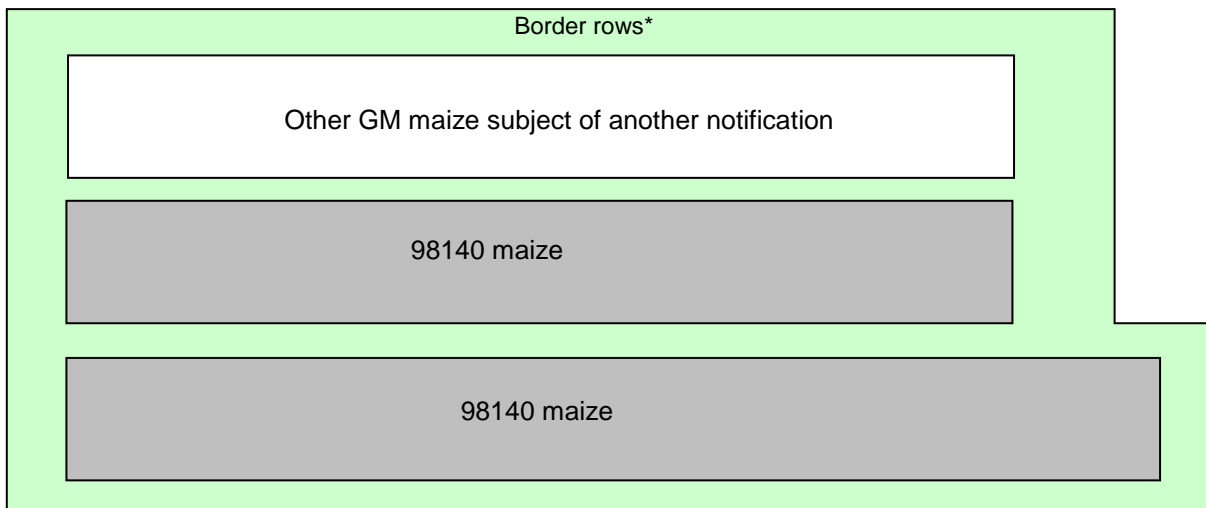 Border rows*
Other GM maize subject of another notification
98140 maize
98140 maize